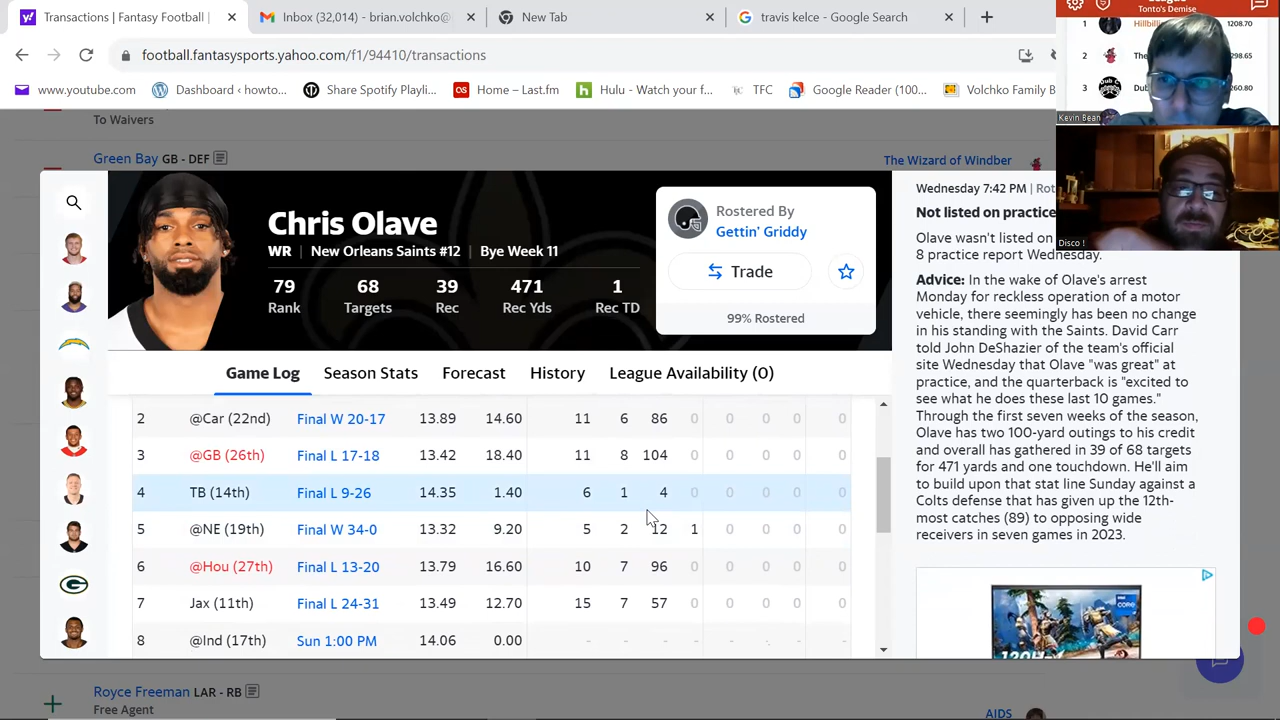 Transactions | Fantasy Football |
Inbox (32,014) - brian.volchko@
New Tab
travis kelce - Google Search
football.fantasysports.yahoo.com/f1/94410/transactions
www.youtube.com
Dashboard ‹ howto...
Share Spotify Playli...
Home – Last.fm
Hulu - Watch your f...
TFC
Google Reader (100...
Volchko Family B
Tonto's Demise
1 Hillbilli 1208.70
2 The 298.65
3 Dub 260.80
Kevin Bean
Disco !
To Waivers
Green Bay GB - DEF
The Wizard of Windber
Chris Olave
WR | New Orleans Saints #12 | Bye Week 11
79 68 39 471 1
Rank Targets Rec Rec Yds Rec TD
Rostered By
Gettin' Griddy
Trade
99% Rostered
Game Log Season Stats Forecast History League Availability (0)
2 @Car (22nd) Final W 20-17 13.89 14.60 11 6 86 0 0 0 0 0
3 @GB (26th) Final L 17-18 13.42 18.40 11 8 104 0 0 0 0 0
4 TB (14th) Final L 9-26 14.35 1.40 6 1 4 0 0 0 0 0
5 @NE (19th) Final W 34-0 13.32 9.20 5 2 12 1 0 0 0 0
6 @Hou (27th) Final L 13-20 13.79 16.60 10 7 96 0 0 0 0 0
7 Jax (11th) Final L 24-31 13.49 12.70 15 7 57 0 0 0 0 0
8 @Ind (17th) Sun 1:00 PM 14.06 0.00 - - - - - - - -
Wednesday 7:42 PM | Rot
Not listed on practice
Olave wasn't listed on
8 practice report Wednesday.
Advice: In the wake of Olave's arrest
Monday for reckless operation of a motor
vehicle, there seemingly has been no change
in his standing with the Saints. David Carr
told John DeShazier of the team's official
site Wednesday that Olave "was great" at
practice, and the quarterback is "excited to
see what he does these last 10 games."
Through the first seven weeks of the season,
Olave has two 100-yard outings to his credit
and overall has gathered in 39 of 68 targets
for 471 yards and one touchdown. He'll aim
to build upon that stat line Sunday against a
Colts defense that has given up the 12th-
most catches (89) to opposing wide
receivers in seven games in 2023.
intel CORE
Royce Freeman LAR - RB
Free Agent
AIDS